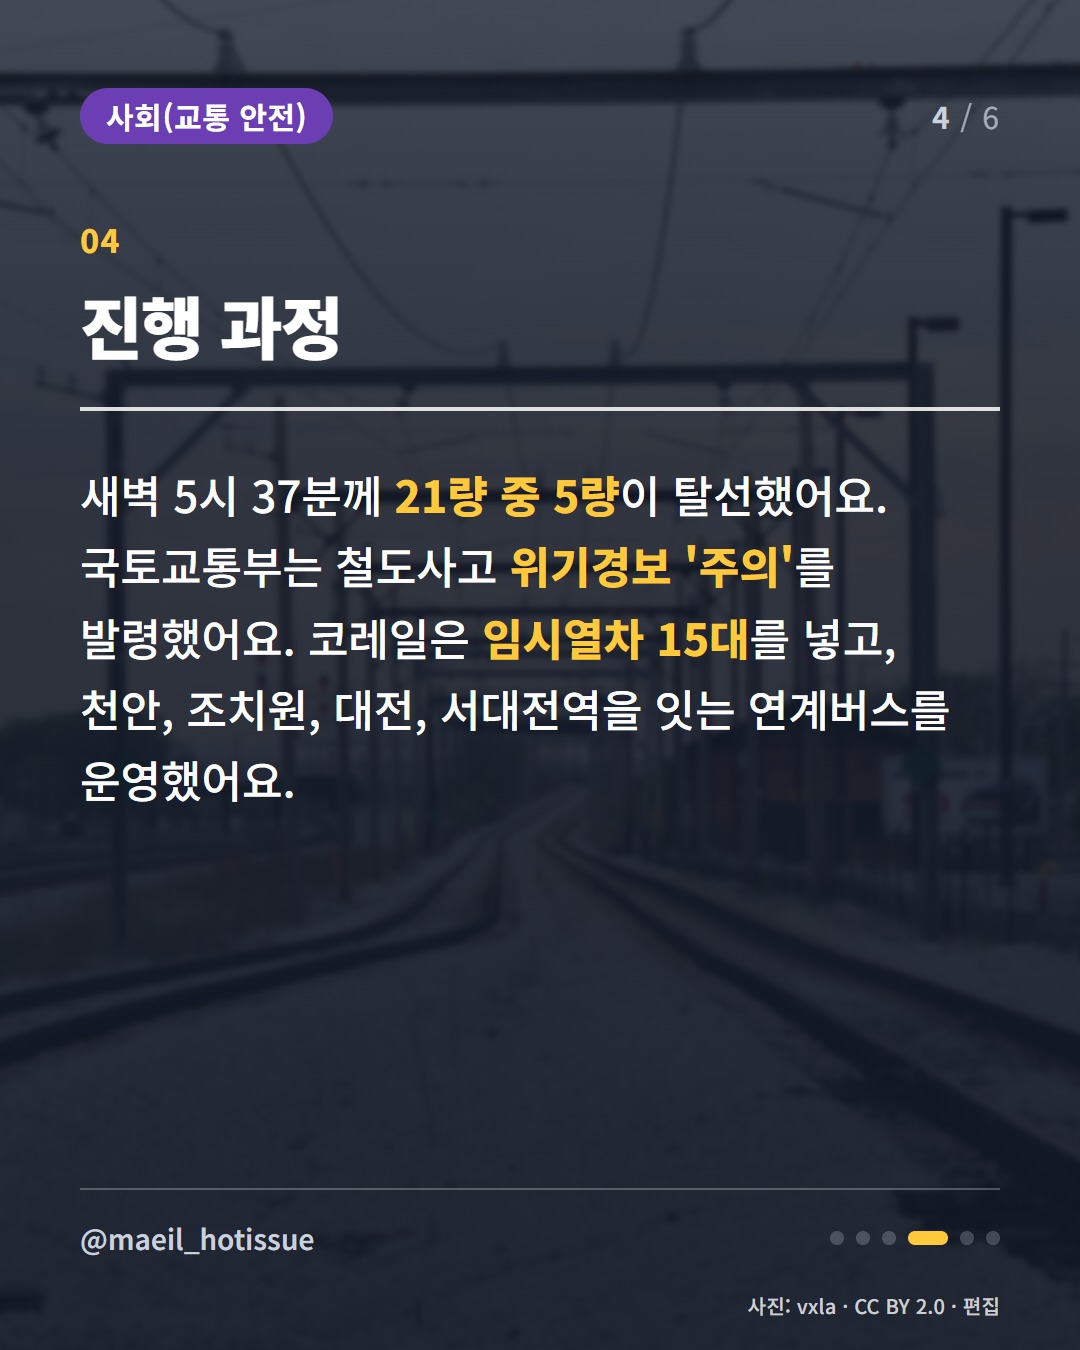 사회(교통 안전)
4 / 6
04
진행 과정
새벽 5시 37분께 21량 중 5량이 탈선했어요.
국토교통부는 철도사고 위기경보 '주의'를
발령했어요. 코레일은 임시열차 15대를 넣고,
천안, 조치원, 대전, 서대전역을 잇는 연계버스를
운영했어요.
@maeil_hotissue
사진: vxla · CC BY 2.0 · 편집